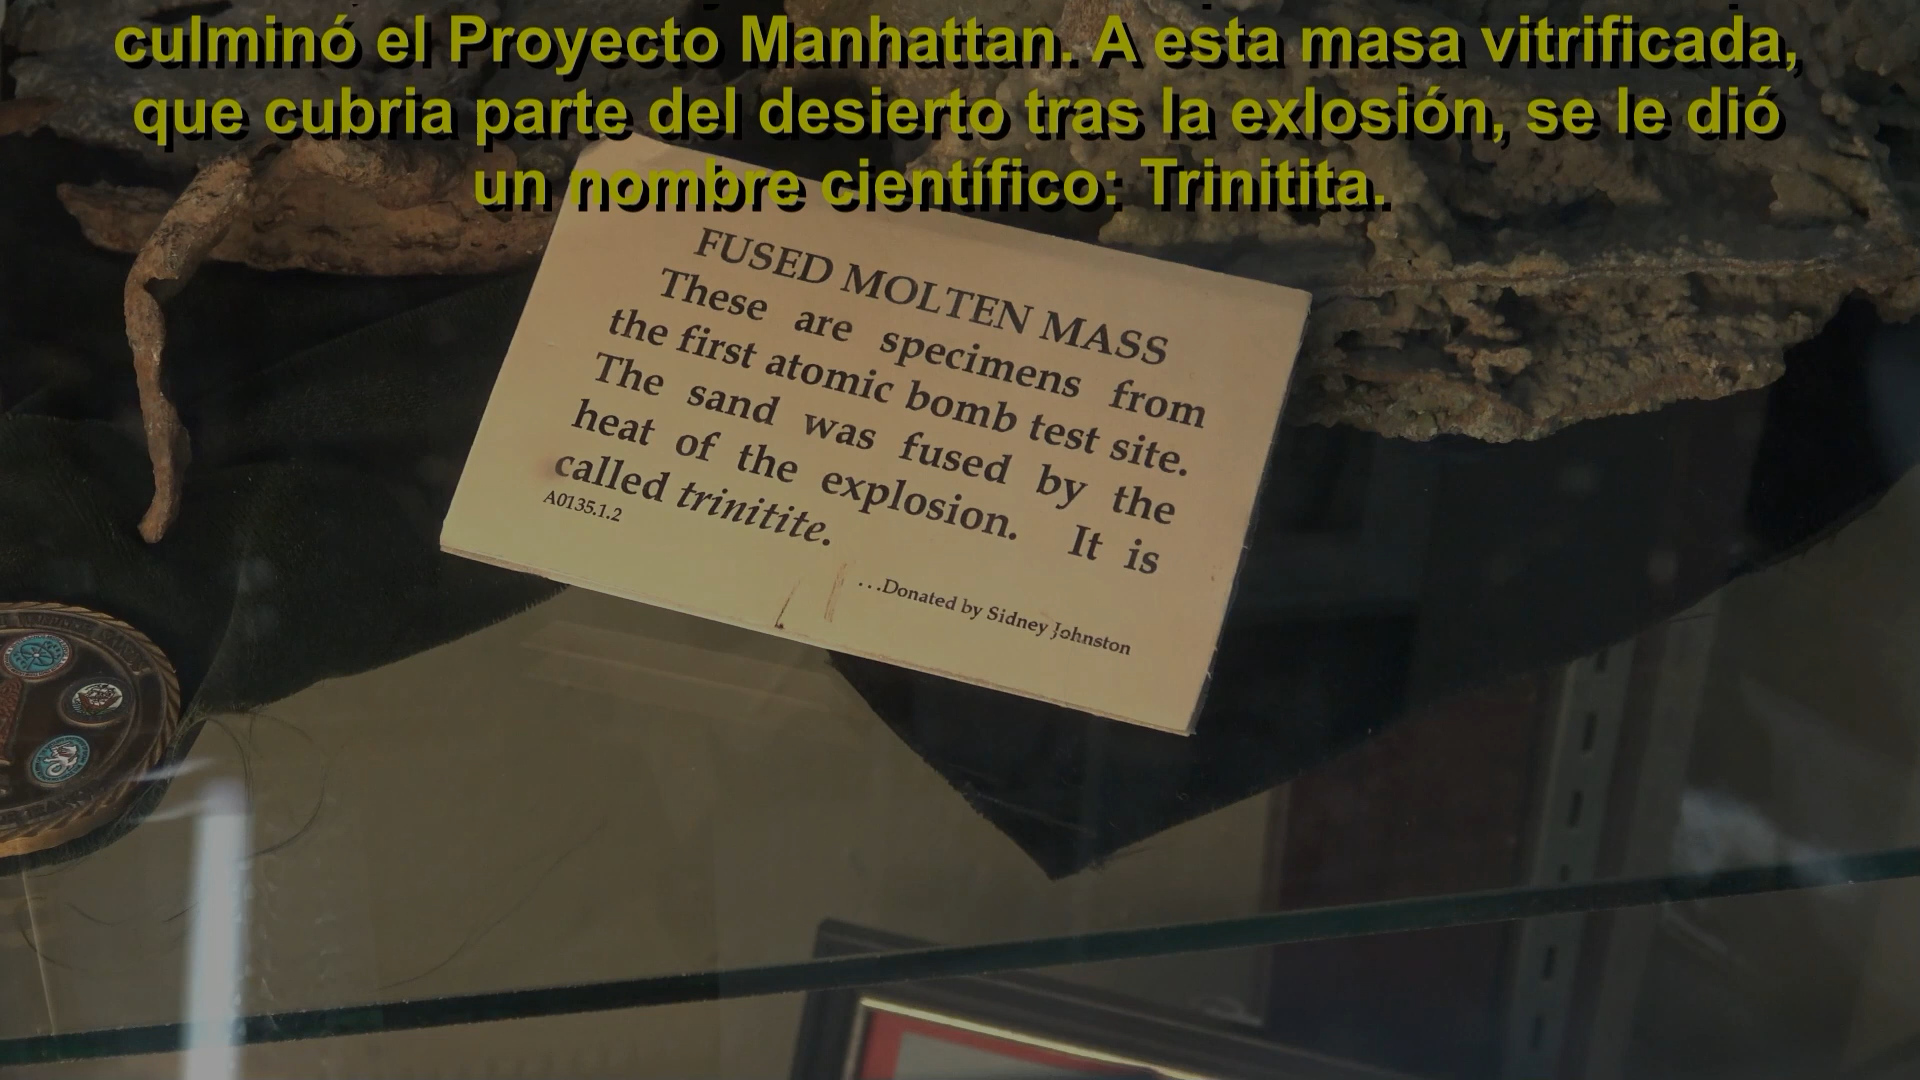 culminó el Proyecto Manhattan. A esta masa vitrificada,
que cubria parte del desierto tras la exlosión, se le dió
un nombre científico: Trinitita.
FUSED MOLTEN MASS
These are specimens from
the first atomic bomb test site.
The sand was fused by the
heat of the explosion. It is
called trinitite.
A0135.1.2
...Donated by Sidney Johnston